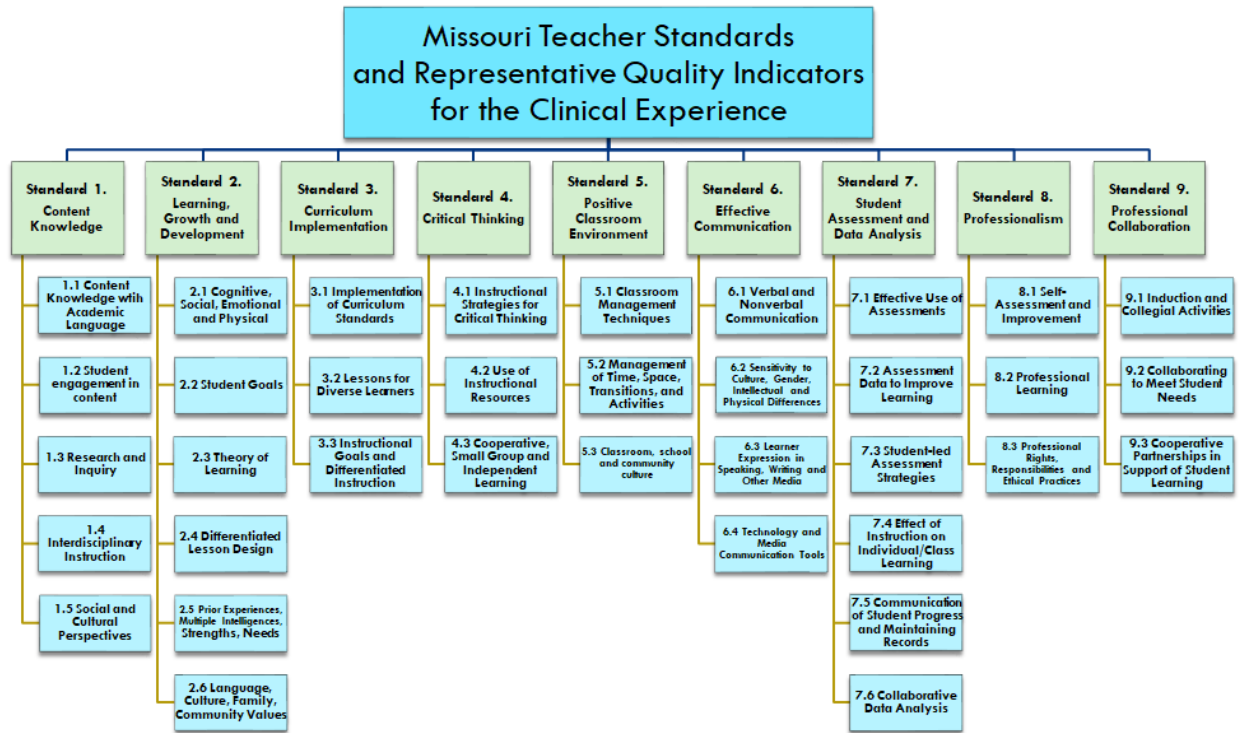 Missouri Teacher Standards
and Representative Quality Indicators
for the Clinical Experience
Standard 1.
Content
Knowledge
1.1 Content
Knowledge wtih
Academic
Language
1.2 Student
engagement in
content
1.3 Research and
Inquiry
1.4
Interdisciplinary
Instruction
1.5 Social and
Cultural
Perspectives
Standard 2.
Learning,
Growth and
Development
2.1 Cognitive,
Social, Emotional
and Physical
2.2 Student Goals
2.3 Theory of
Learning
2.4 Differentiated
Lesson Design
2.5 Prior Experiences,
Multiple Intelligences,
Strengths, Needs
2.6 Language,
Culture, Family,
Community Values
Standard 3.
Curriculum
Implementation
3.1 Implementation
of Curriculum
Standards
3.2 Lessons for
Diverse Learners
3.3 Instructional
Goals and
Differentiated
Instruction
Standard 4.
Critical Thinking
4.1 Instructional
Strategies for
Critical Thinking
4.2 Use of
Instructional
Resources
4.3 Cooperative,
Small Group and
Independent
Learning
Standard 5.
Positive
Classroom
Environment
5.1 Classroom
Management
Techniques
5.2 Management
of Time, Space,
Transitions, and
Activities
5.3 Classroom, school
and community
culture
Standard 6.
Effective
Communication
6.1 Verbal and
Nonverbal
Communication
6.2 Sensitivity to
Culture, Gender,
Intellectual and
Physical Differences
6.3 Learner
Expression in
Speaking, Writing and
Other Media
6.4 Technology and
Media
Communication Tools
Standard 7.
Student
Assessment and
Data Analysis
7.1 Effective Use of
Assessments
7.2 Assessment
Data to Improve
Learning
7.3 Student-led
Assessment
Strategies
7.4 Effect of
Instruction on
Individual/Class
Learning
7.5 Communication
of Student Progress
and Maintaining
Records
7.6 Collaborative
Data Analysis
Standard 8.
Professionalism
8.1 Self-
Assessment and
Improvement
8.2 Professional
Learning
8.3 Professional
Rights,
Responsibilities and
Ethical Practices
Standard 9.
Professional
Collaboration
9.1 Induction and
Collegial Activities
9.2 Collaborating
to Meet Student
Needs
9.3 Cooperative
Partnerships in
Support of Student
Learning